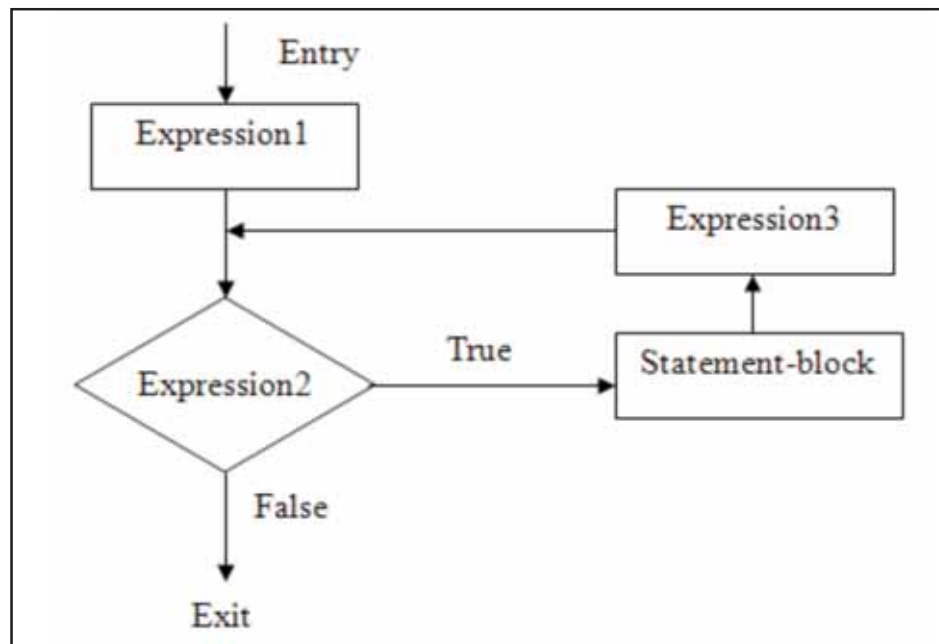 Entry
Expression1
Expression3
True
Statement-block
Expression2
False
Exit